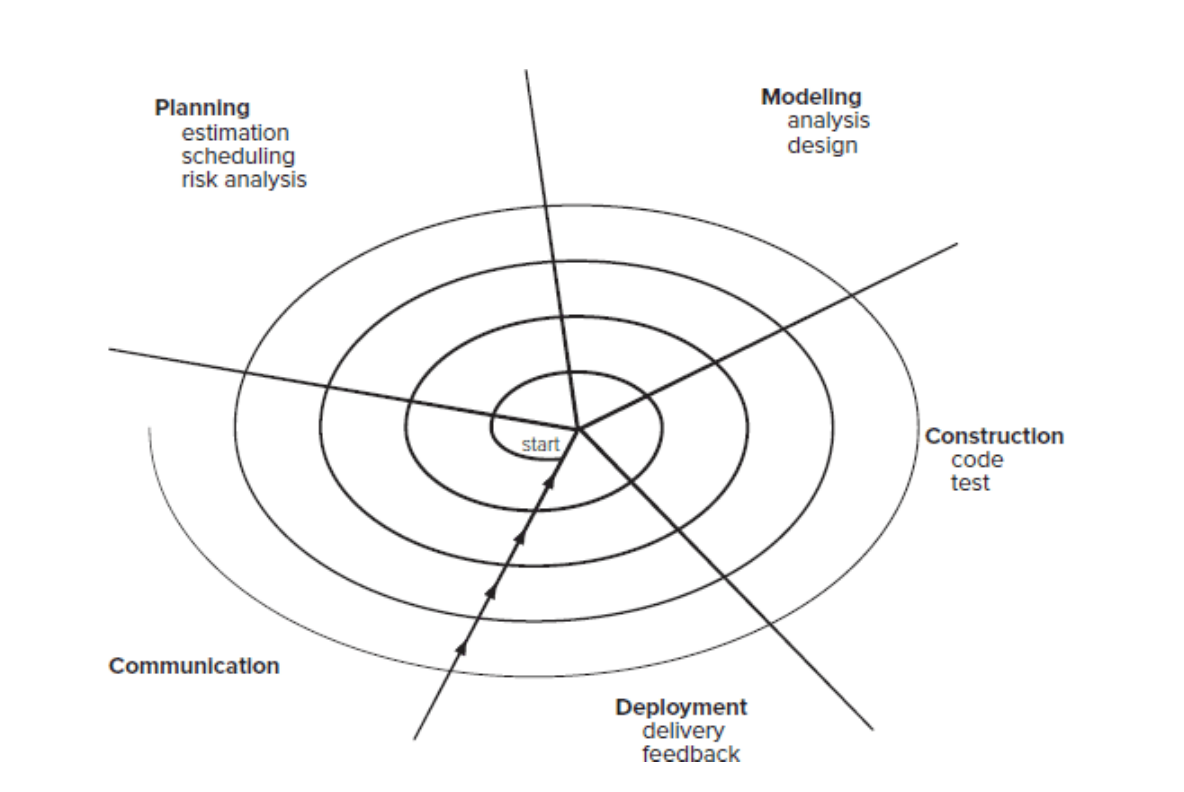 Planning
estimation
scheduling
risk analysis
Modeling
analysis
design
start
Construction
code
test
Communication
Deployment
delivery
feedback